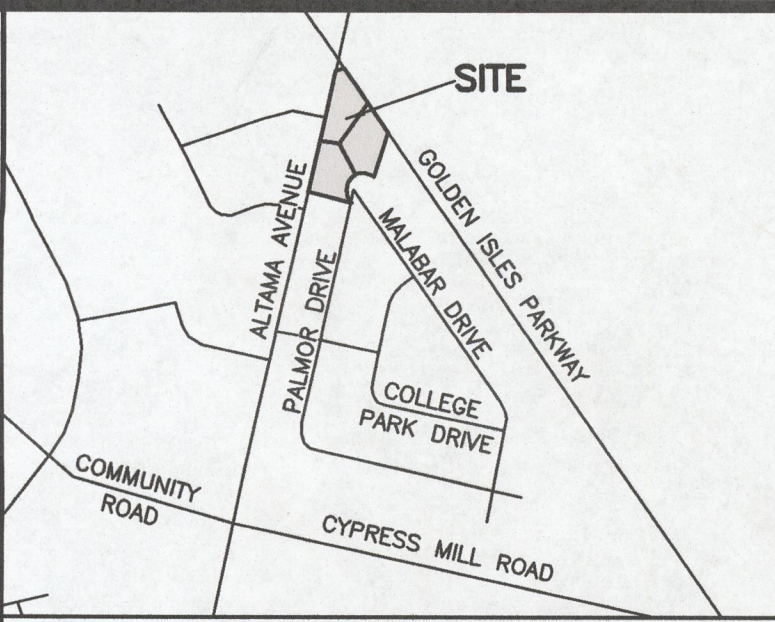 SITE
GOLDEN ISLES PARKWAY
ALTAMA AVENUE
MALABAR DRIVE
PALMOR DRIVE
COLLEGE
PARK DRIVE
COMMUNITY
ROAD
CYPRESS MILL ROAD